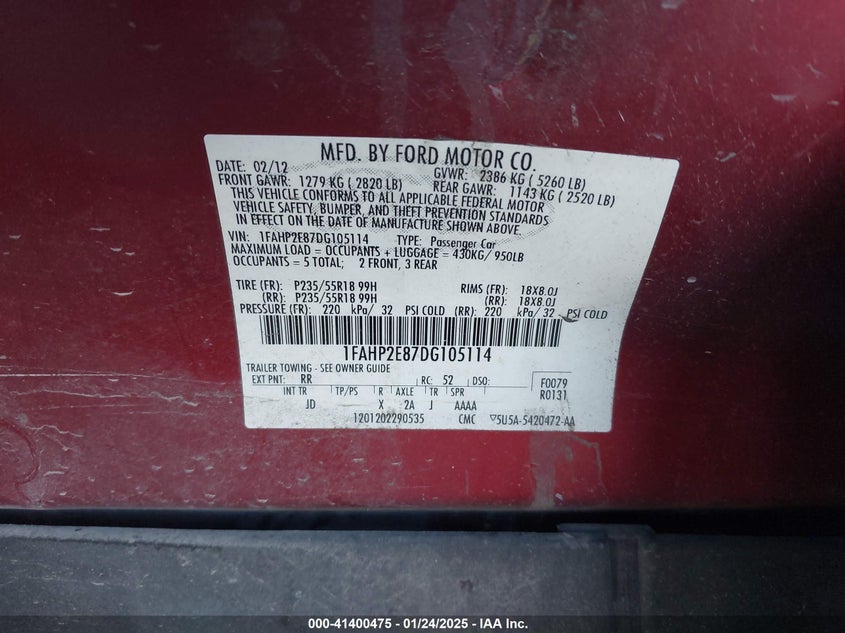 MFD. BY FORD MOTOR CO.
DATE: 02/12 GVWR: 2386 KG ( 5260 LB)
FRONT GAWR: 1279 KG ( 2820 LB) REAR GAWR: 1143 KG ( 2520 LB)
THIS VEHICLE CONFORMS TO ALL APPLICABLE FEDERAL MOTOR
VEHICLE SAFETY, BUMPER, AND THEFT PREVENTION STANDARDS
IN EFFECT ON THE DATE OF MANUFACTURE SHOWN ABOVE.
VIN: 1FAHP2E87DG105114 TYPE: Passenger Car
MAXIMUM LOAD = OCCUPANTS + LUGGAGE = 430KG/ 950LB
OCCUPANTS = 5 TOTAL; 2 FRONT, 3 REAR
TIRE (FR): P235/55R18 99H RIMS (FR): 18X8.0J
(RR): P235/55R18 99H (RR): 18X8.0J
PRESSURE (FR): 220 kPa/ 32 PSI COLD (RR): 220 kPa/ 32 PSI COLD
1FAHP2E87DG105114
TRAILER TOWING - SEE OWNER GUIDE
EXT PNT: RR RC: 52 DSO: F0079
INT TR TP/PS R AXLE TR SPR R0131
JD X 2A J AAAA
1201202290535 CMC ▽5U5A-5420472-AA
000-41400475 — 01/24/2025 — IAA Inc.